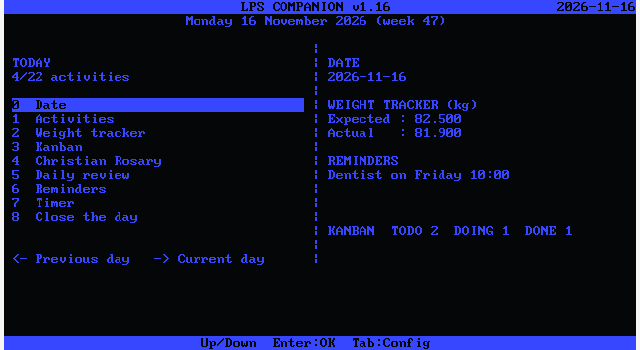 LPS COMPANION v1.16 2026-11-16
Monday 16 November 2026 (week 47)
TODAY
4/22 activities
0 Date
1 Activities
2 Weight tracker
3 Kanban
4 Christian Rosary
5 Daily review
6 Reminders
7 Timer
8 Close the day
<- Previous day -> Current day
DATE
2026-11-16
WEIGHT TRACKER (kg)
Expected : 82.500
Actual : 81.900
REMINDERS
Dentist on Friday 10:00
KANBAN TODO 2 DOING 1 DONE 1
Up/Down Enter:OK Tab:Config